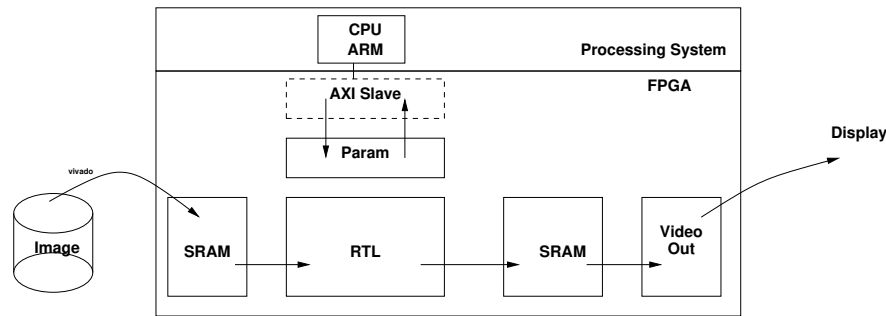 CPU
ARM
Processing System
AXI Slave
FPGA
Param
Display
vivado
Image
SRAM
RTL
SRAM
Video
Out